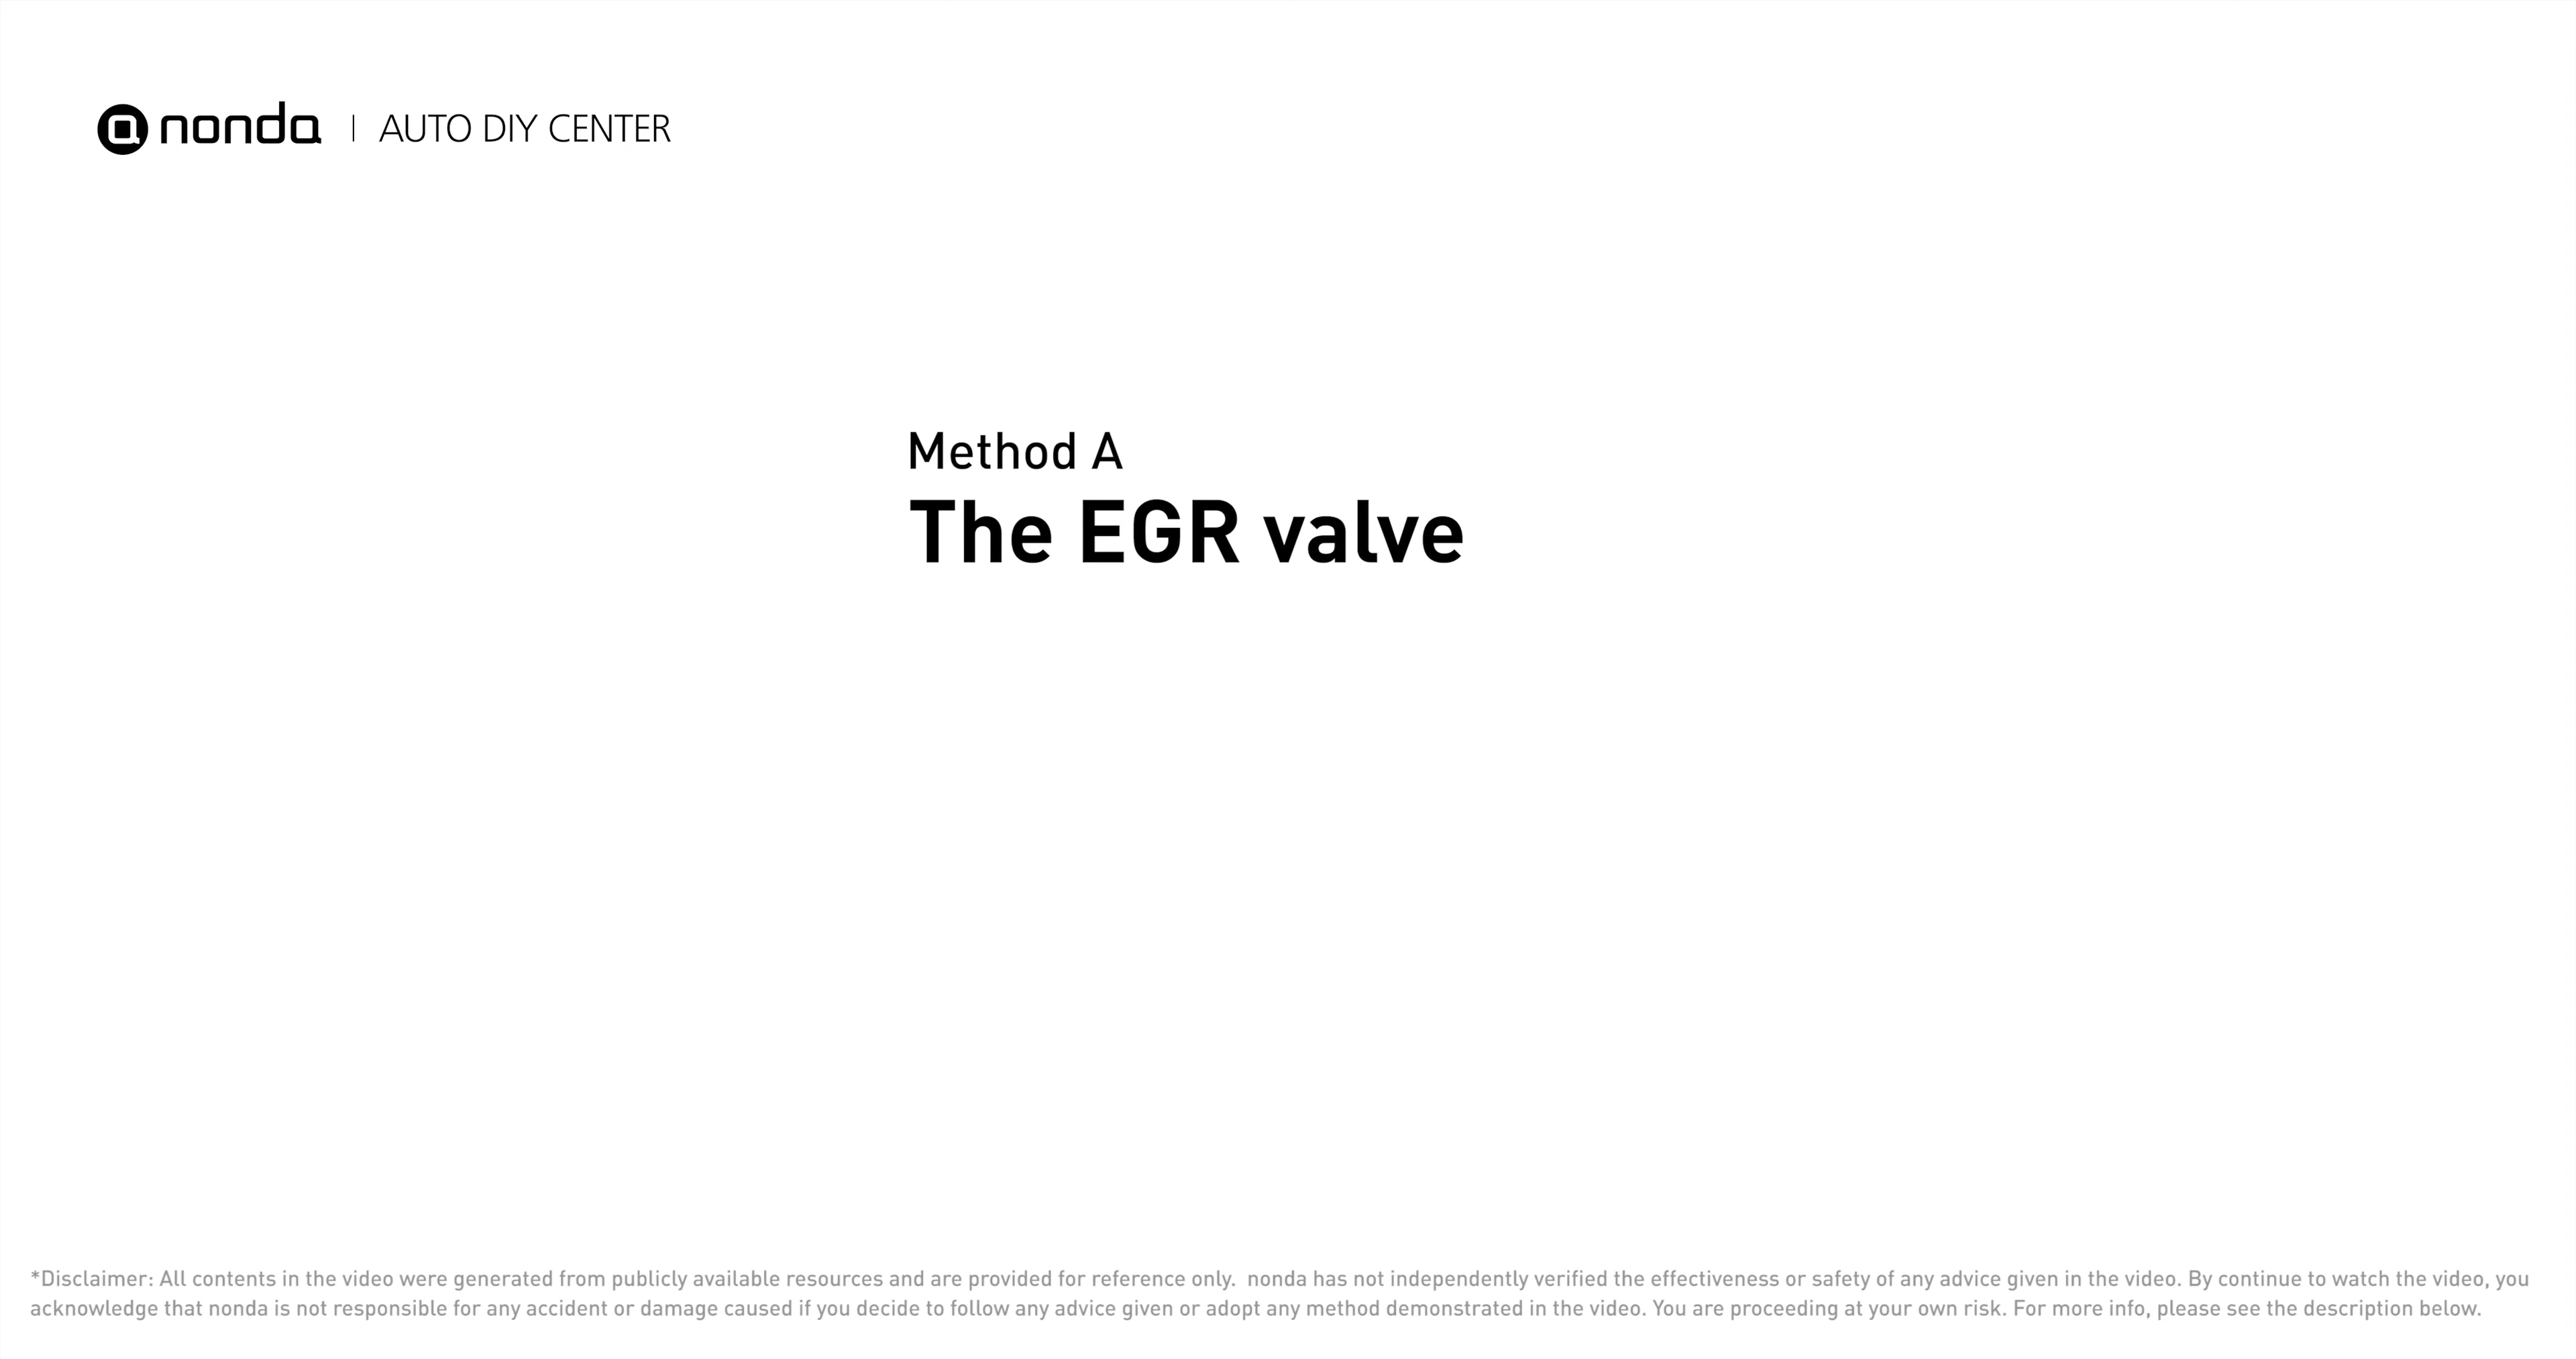 nonda | AUTO DIY CENTER
Method A
The EGR valve
*Disclaimer: All contents in the video were generated from publicly available resources and are provided for reference only.  nonda has not independently verified the effectiveness or safety of any advice given in the video. By continue to watch the video, you
acknowledge that nonda is not responsible for any accident or damage caused if you decide to follow any advice given or adopt any method demonstrated in the video. You are proceeding at your own risk. For more info, please see the description below.